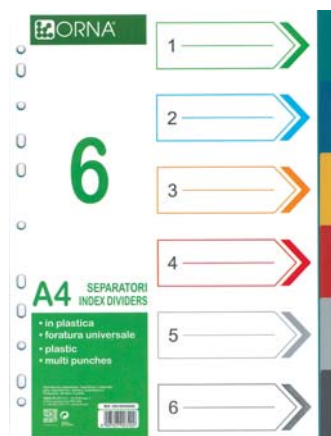 ORNA
6
A4
SEPARATORI
INDEX DIVIDERS
• in plastica
• foratura universale
• plastic
• multi punches
1
2
3
4
5
6